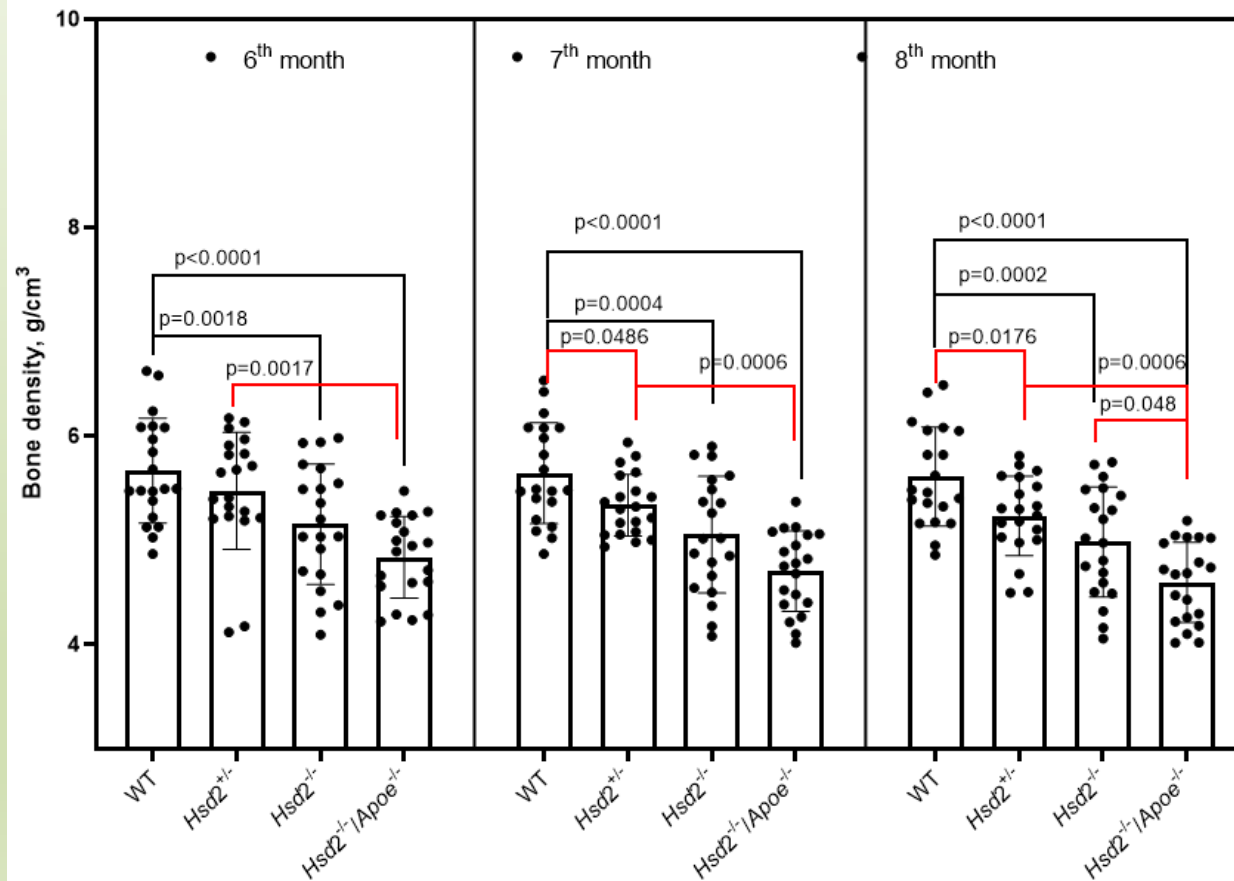 10
8
6
4
Bone density, g/cm³
6ᵗʰ month
7ᵗʰ month
8ᵗʰ month
p<0.0001
p=0.0018
p=0.0017
p<0.0001
p=0.0004
p=0.0486
p=0.0006
p<0.0001
p=0.0002
p=0.0176
p=0.0006
p=0.048
WT
Hsd2⁺/⁻
Hsd2⁻/⁻
Hsd2⁻/⁻/Apoe⁻/⁻
WT
Hsd2⁺/⁻
Hsd2⁻/⁻
Hsd2⁻/⁻/Apoe⁻/⁻
WT
Hsd2⁺/⁻
Hsd2⁻/⁻
Hsd2⁻/⁻/Apoe⁻/⁻